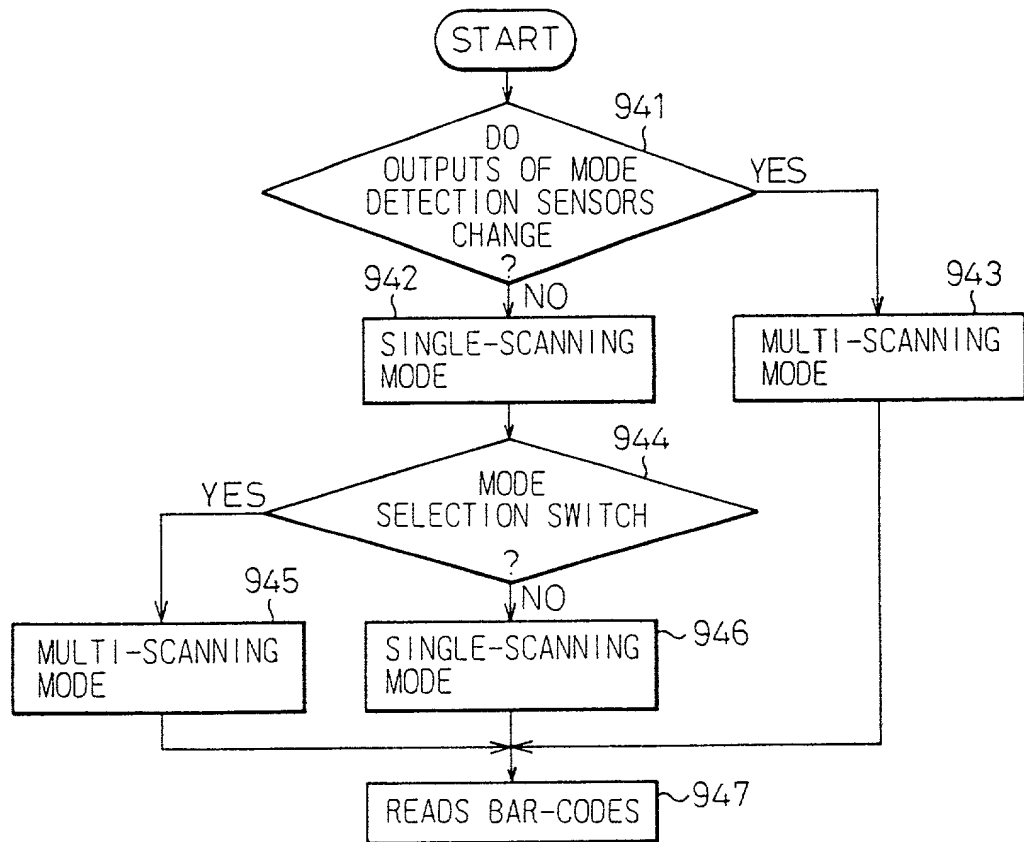 START
941
DO
OUTPUTS OF MODE
DETECTION SENSORS
CHANGE
?
YES
942
NO
943
SINGLE-SCANNING
MODE
MULTI-SCANNING
MODE
944
YES
MODE
SELECTION SWITCH
?
945
NO
946
MULTI-SCANNING
MODE
SINGLE-SCANNING
MODE
READS BAR-CODES
947